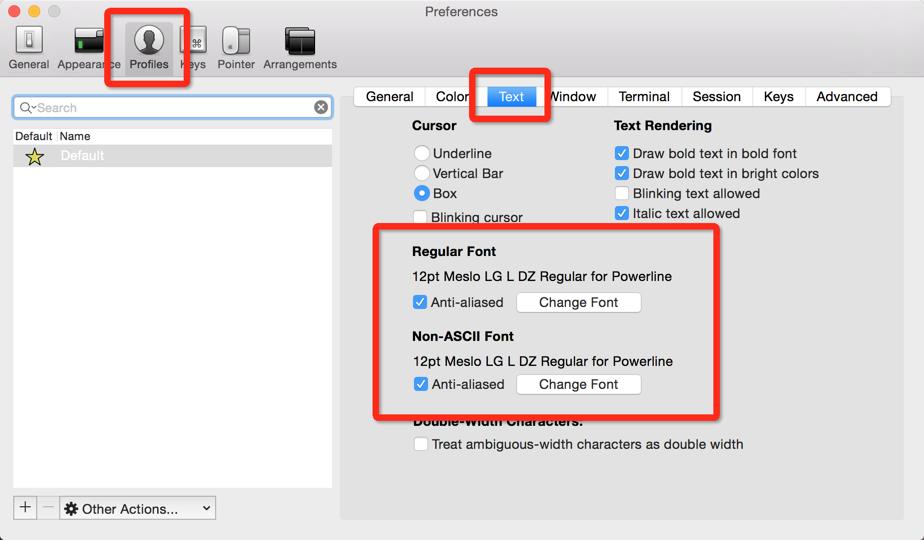 Preferences
General Appearance Profiles Keys Pointer Arrangements
Search
Default Name
Default
Other Actions...
General Color Text Window Terminal Session Keys Advanced
Cursor
Underline
Vertical Bar
Box
Blinking cursor
Text Rendering
Draw bold text in bold font
Draw bold text in bright colors
Blinking text allowed
Italic text allowed
Regular Font
12pt Meslo LG L DZ Regular for Powerline
Anti-aliased Change Font
Non-ASCII Font
12pt Meslo LG L DZ Regular for Powerline
Anti-aliased Change Font
Double-Width Characters:
Treat ambiguous-width characters as double width